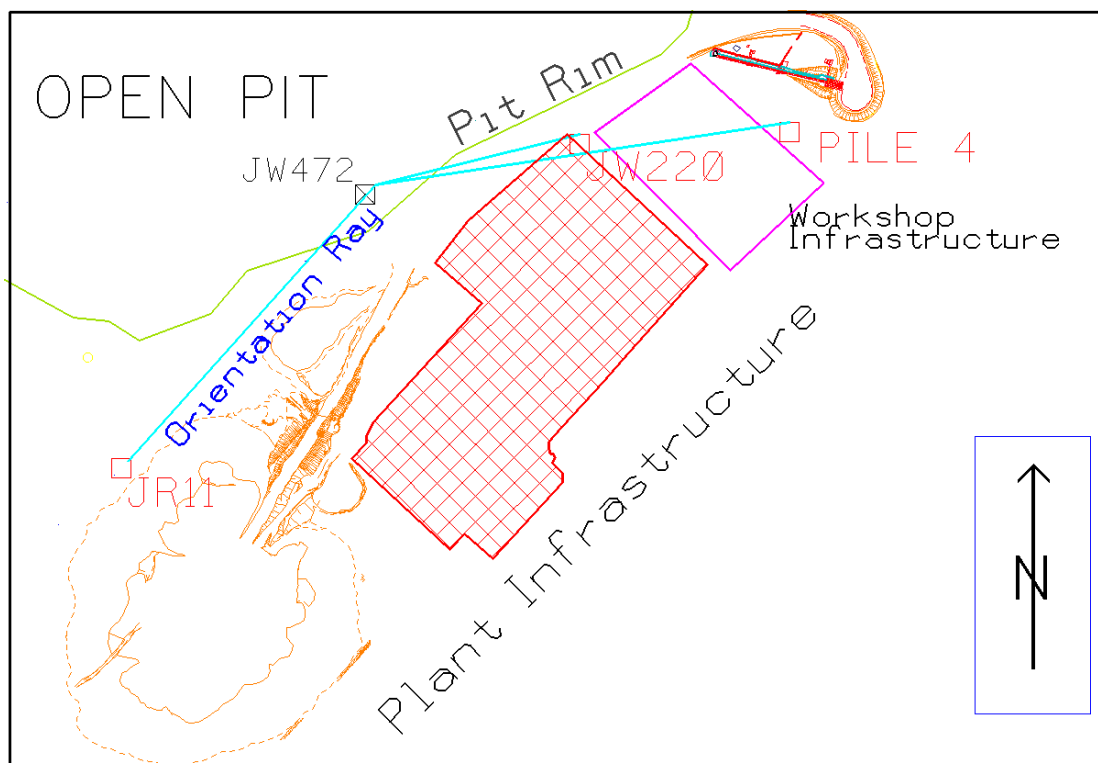 OPEN PIT
Pit Rim
JW472
JW220
PILE 4
Workshop
Infrastructure
Orientation Ray
JR11
Plant Infrastructure
N